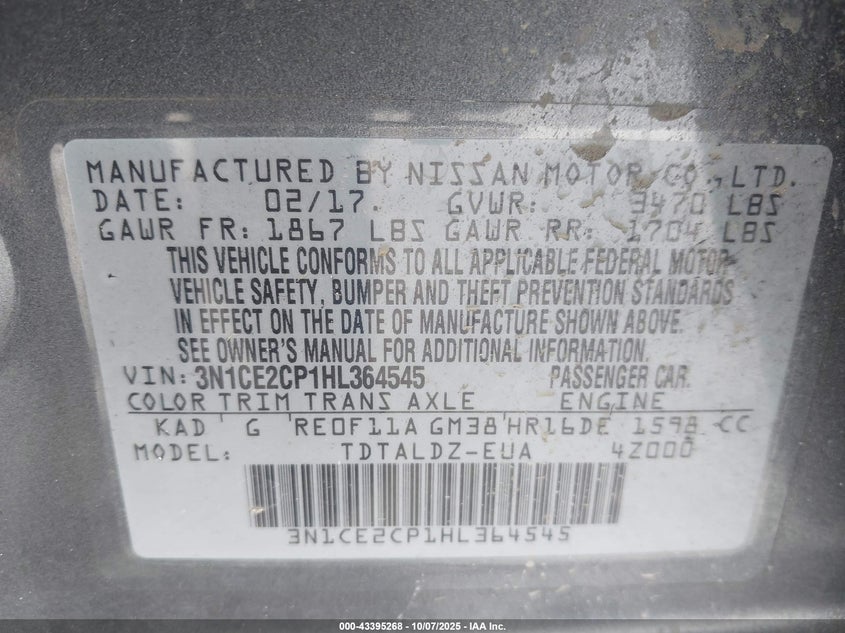 MANUFACTURED BY NISSAN MOTOR CO.,LTD.
DATE: 02/17. GVWR: 3470 LBS
GAWR FR: 1867 LBS GAWR RR: 1704 LBS
THIS VEHICLE CONFORMS TO ALL APPLICABLE FEDERAL MOTOR
VEHICLE SAFETY, BUMPER AND THEFT PREVENTION STANDARDS
IN EFFECT ON THE DATE OF MANUFACTURE SHOWN ABOVE.
SEE OWNER'S MANUAL FOR ADDITIONAL INFORMATION.
VIN: 3N1CE2CP1HL364545 PASSENGER CAR.
COLOR TRIM TRANS AXLE ENGINE
KAD G RE0F11A GM38 HR16DE 1598 CC
MODEL: TDTALDZ-EUA 4Z000
3N1CE2CP1HL364545
000-43395268 - 10/07/2025 - IAA Inc.